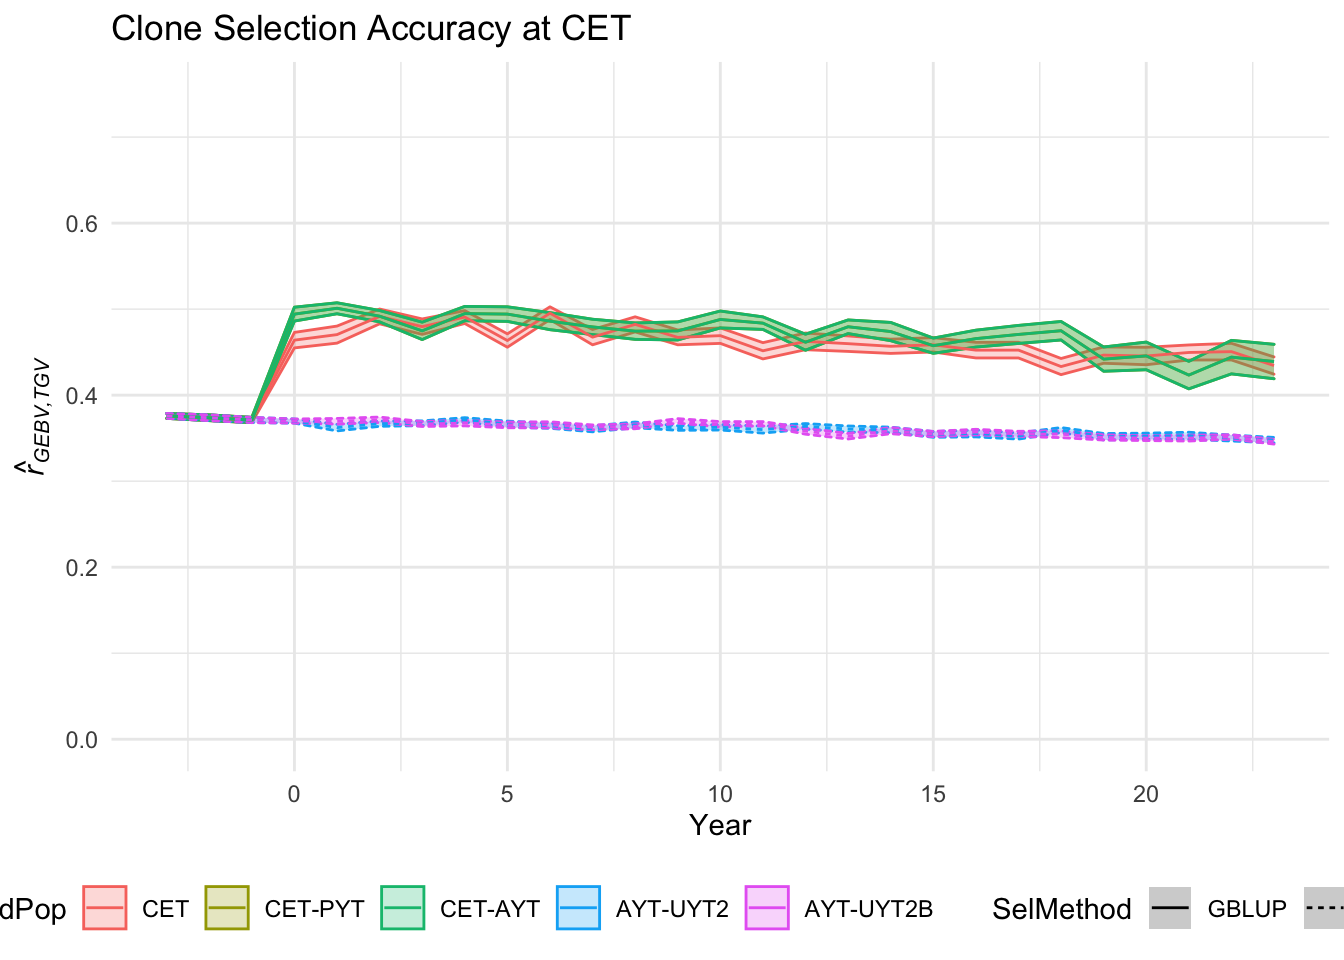 Clone Selection Accuracy at CET
0.6
0.4
0.2
0.0
r̂GEBV,TGV
0 5 10 15 20
Year
dPop CET CET-PYT CET-AYT AYT-UYT2 AYT-UYT2B SelMethod GBLUP